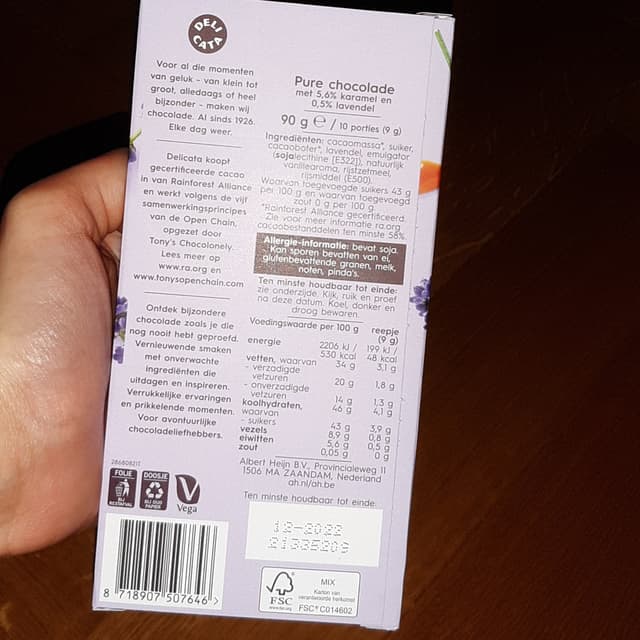 DELI
CATA
Voor al die momenten
van geluk - van klein tot
groot, alledaags of heel
bijzonder - maken wij
chocolade. Al sinds 1926.
Elke dag weer.
Delicata koopt
gecertificeerde cacao
in van Rainforest Alliance
en werkt volgens de vijf
samenwerkingsprincipes
van de Open Chain,
opgezet door
Tony's Chocolonely.
Lees meer op
www.ra.org en
www.tonysopenchain.com
Ontdek bijzondere
chocolade zoals je die
nog nooit hebt geproefd.
Vernieuwende smaken
met onverwachte
ingrediënten die
uitdagen en inspireren.
Verrukkelijke ervaringen
en prikkelende momenten.
Voor avontuurlijke
chocoladeliefhebbers.
286808211
FOLIE
BIJ
RESTAFVAL
DOOSJE
BIJ OUD
PAPIER
Vega
8 718907 507646 >
Pure chocolade
met 5,6% karamel en
0,5% lavendel
90 g ℮ / 10 porties (9 g)
Ingrediënten: cacaomassa*, suiker,
cacaoboter*, lavendel, emulgator
(sojalecithine [E322]), natuurlijk
vanillearoma, rijstzetmeel,
rijsmiddel (E500).
Waarvan toegevoegde suikers 43 g
per 100 g en waarvan toegevoegd
zout 0 g per 100 g.
*Rainforest Alliance gecertificeerd.
Zie voor meer informatie ra.org
cacaobestanddelen ten minste 58%
Allergie-informatie: bevat soja.
Kan sporen bevatten van ei,
glutenbevattende granen, melk,
noten, pinda's.
Ten minste houdbaar tot einde:
zie onderzijde. Kijk, ruik en proef
na deze datum. Koel, donker en
droog bewaren.
Voedingswaarde per 100 g reepje
(9 g)
energie 2206 kJ / 199 kJ /
530 kcal 48 kcal
vetten, waarvan 34 g 3,1 g
- verzadigde
vetzuren 20 g 1,8 g
- onverzadigde
vetzuren 14 g 1,3 g
koolhydraten, 46 g 4,1 g
waarvan
- suikers 43 g 3,9 g
vezels 8,9 g 0,8 g
eiwitten 5,6 g 0,5 g
zout 0,05 g 0 g
Albert Heijn B.V., Provincialeweg 11
1506 MA ZAANDAM, Nederland
ah.nl/ah.be
Ten minste houdbaar tot einde:
12-2022
21335209
FSC
www.fsc.org
MIX
Karton van
verantwoorde herkomst
FSC® C014602